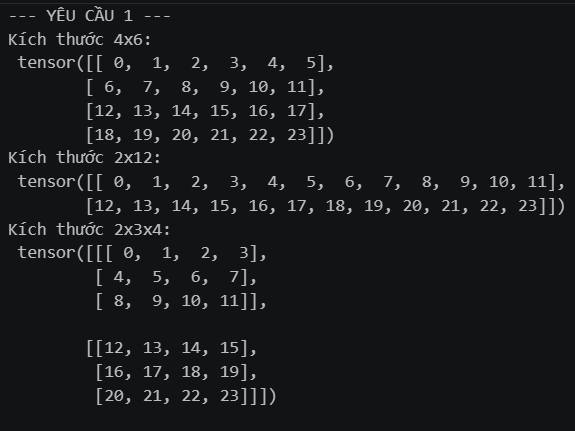 --- YÊU CẦU 1 ---
Kích thước 4x6:
 tensor([[ 0,  1,  2,  3,  4,  5],
        [ 6,  7,  8,  9, 10, 11],
        [12, 13, 14, 15, 16, 17],
        [18, 19, 20, 21, 22, 23]])
Kích thước 2x12:
 tensor([[ 0,  1,  2,  3,  4,  5,  6,  7,  8,  9, 10, 11],
        [12, 13, 14, 15, 16, 17, 18, 19, 20, 21, 22, 23]])
Kích thước 2x3x4:
 tensor([[[ 0,  1,  2,  3],
         [ 4,  5,  6,  7],
         [ 8,  9, 10, 11]],

        [[12, 13, 14, 15],
         [16, 17, 18, 19],
         [20, 21, 22, 23]]])